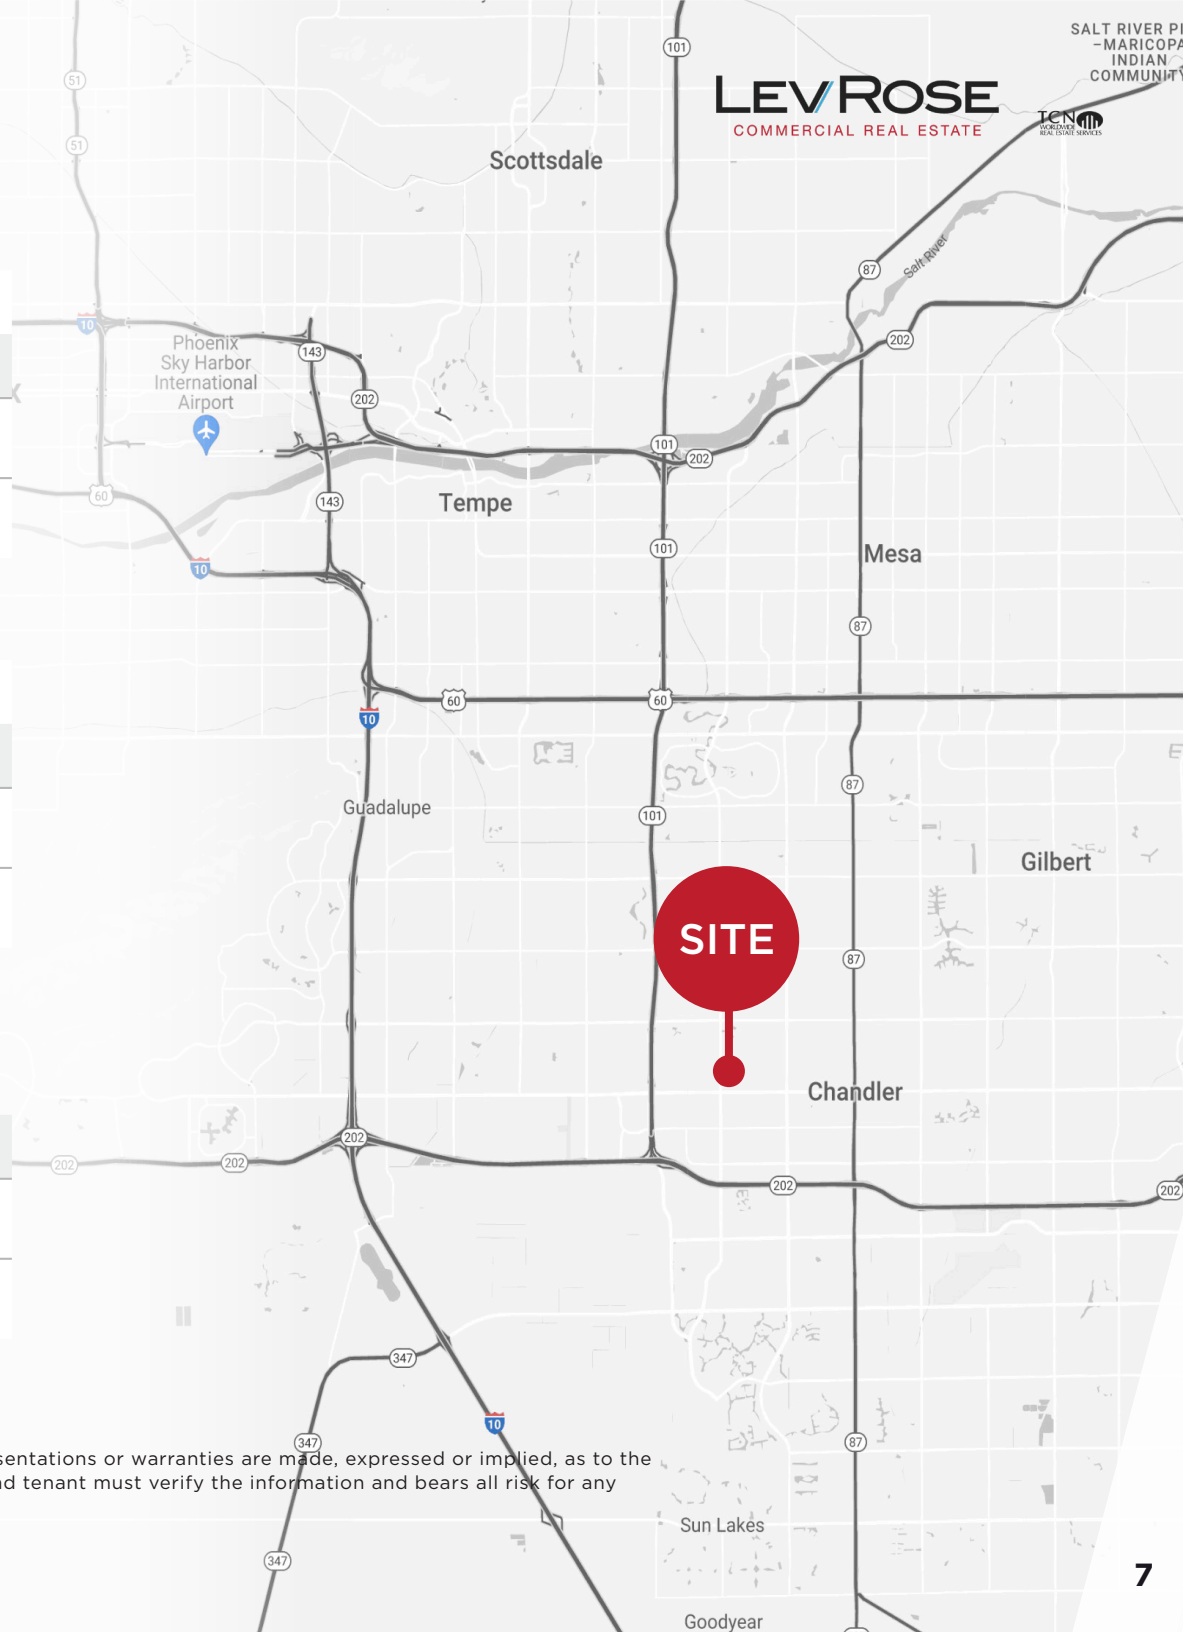 SALT RIVER PI
–MARICOPA
INDIAN
COMMUNITY
101
51
LEVROSE
COMMERCIAL REAL ESTATE
TCN
WORLDWIDE
REAL ESTATE SERVICES
51
Scottsdale
Salt River
87
10
Phoenix
Sky Harbor
International
Airport
143
202
X
202
101
202
60
143
Tempe
101
Mesa
10
87
60
60
10
87
Guadalupe
101
Gilbert
E
SITE
87
Chandler
202
202
202
202
202
347
10
347
87
sentations or warranties are made, expressed or implied, as to the
nd tenant must verify the information and bears all risk for any
Sun Lakes
347
7
Goodyear